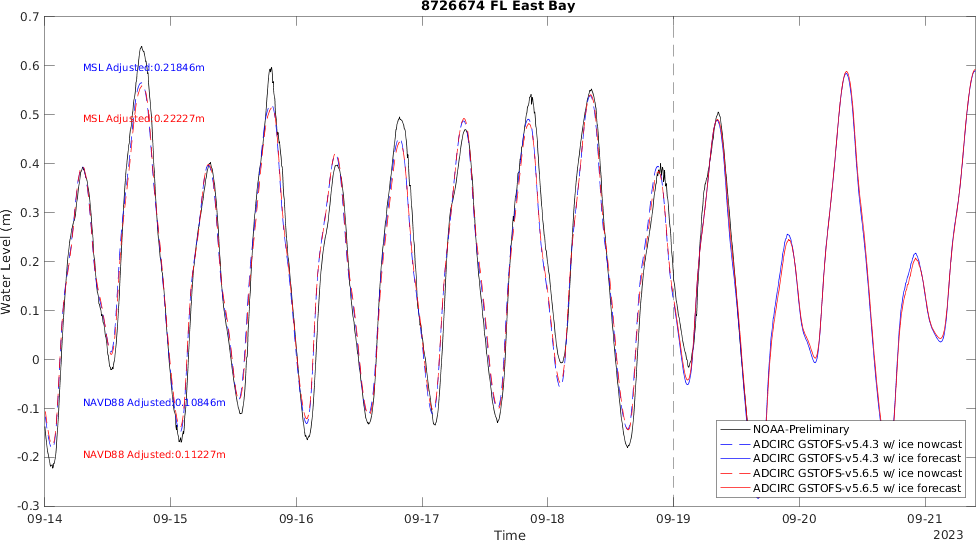 8726674 FL East Bay
0.7
0.6
0.5
0.4
0.3
0.2
0.1
0
-0.1
-0.2
-0.3
Water Level (m)
MSL Adjusted:0.21846m
MSL Adjusted:0.22227m
NAVD88 Adjusted:0.10846m
NAVD88 Adjusted:0.11227m
NOAA-Preliminary
ADCIRC GSTOFS-v5.4.3 w/ ice nowcast
ADCIRC GSTOFS-v5.4.3 w/ ice forecast
ADCIRC GSTOFS-v5.6.5 w/ ice nowcast
ADCIRC GSTOFS-v5.6.5 w/ ice forecast
09-14 09-15 09-16 09-17 09-18 09-19 09-20 09-21
Time
2023